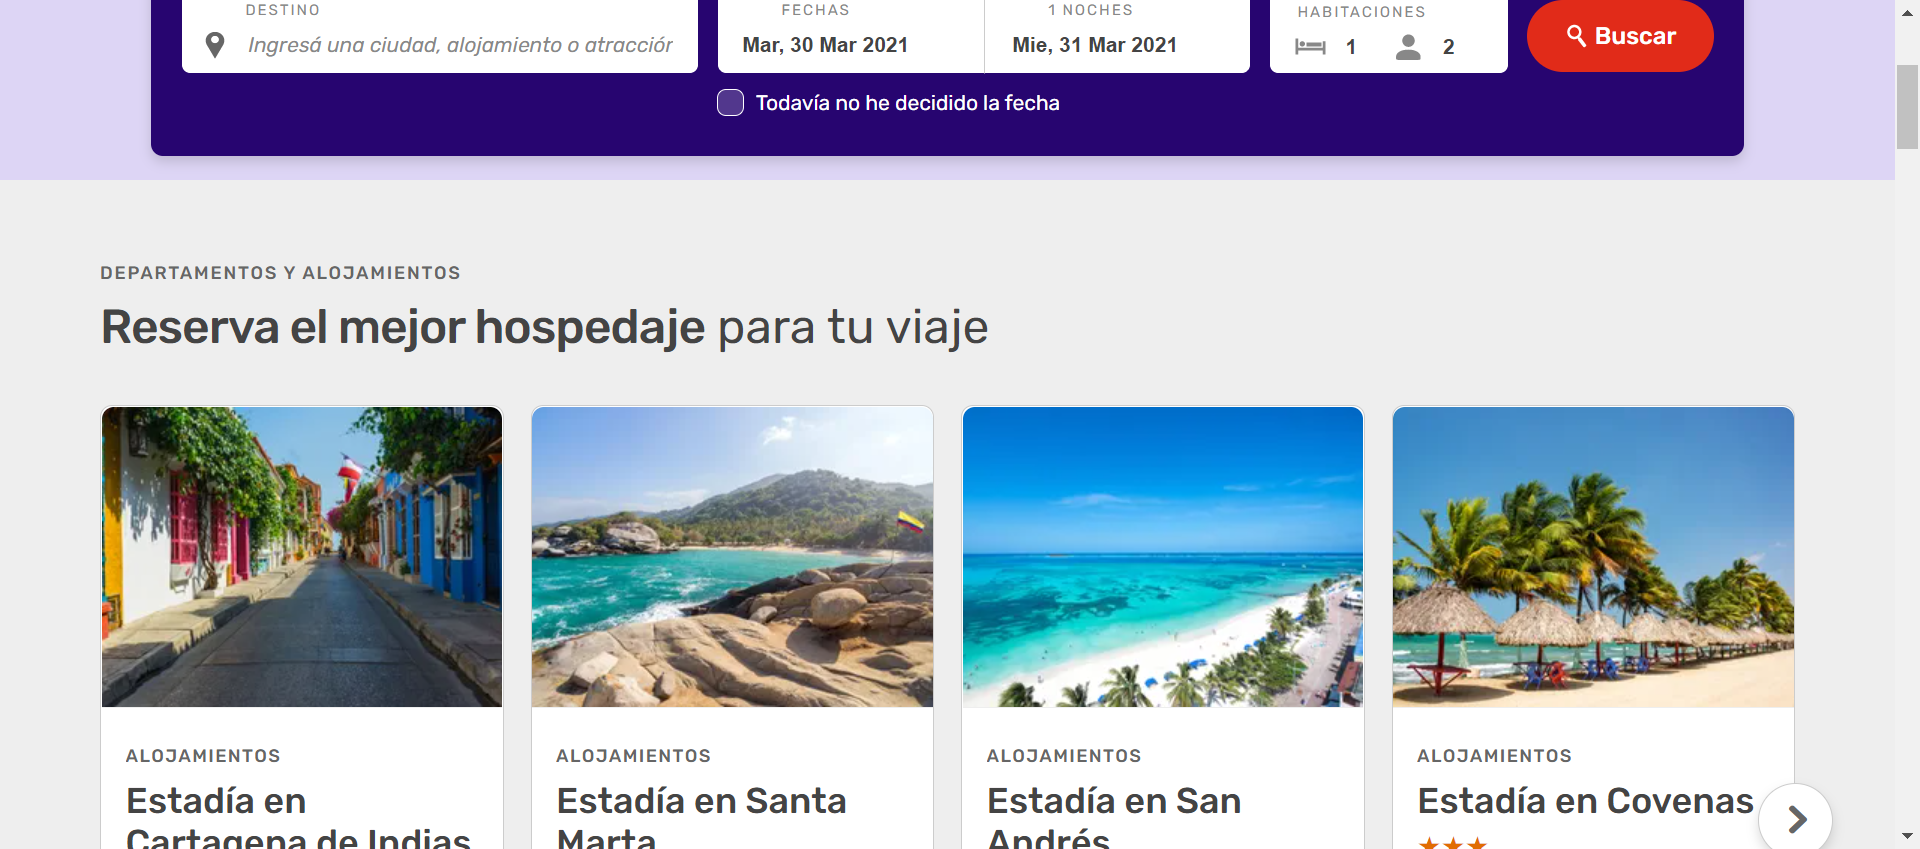 DESTINO
FECHAS
1 NOCHES
HABITACIONES
Ingresá una ciudad, alojamiento o atracción
Mar, 30 Mar 2021
Mie, 31 Mar 2021
1
2
Buscar
Todavía no he decidido la fecha
DEPARTAMENTOS Y ALOJAMIENTOS
Reserva el mejor hospedaje para tu viaje
ALOJAMIENTOS
Estadía en
Cartagena de Indias
ALOJAMIENTOS
Estadía en Santa
Marta
ALOJAMIENTOS
Estadía en San
Andrés
ALOJAMIENTOS
Estadía en Covenas